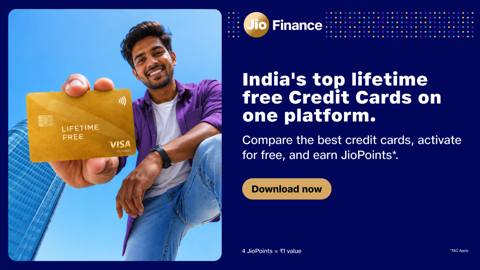 Jio Finance
India's top lifetime
free Credit Cards on
one platform.
Compare the best credit cards, activate
for free, and earn JioPoints*.
Download now
4 JioPoints = ₹1 value
*T&C Apply
LIFETIME
FREE
VISA